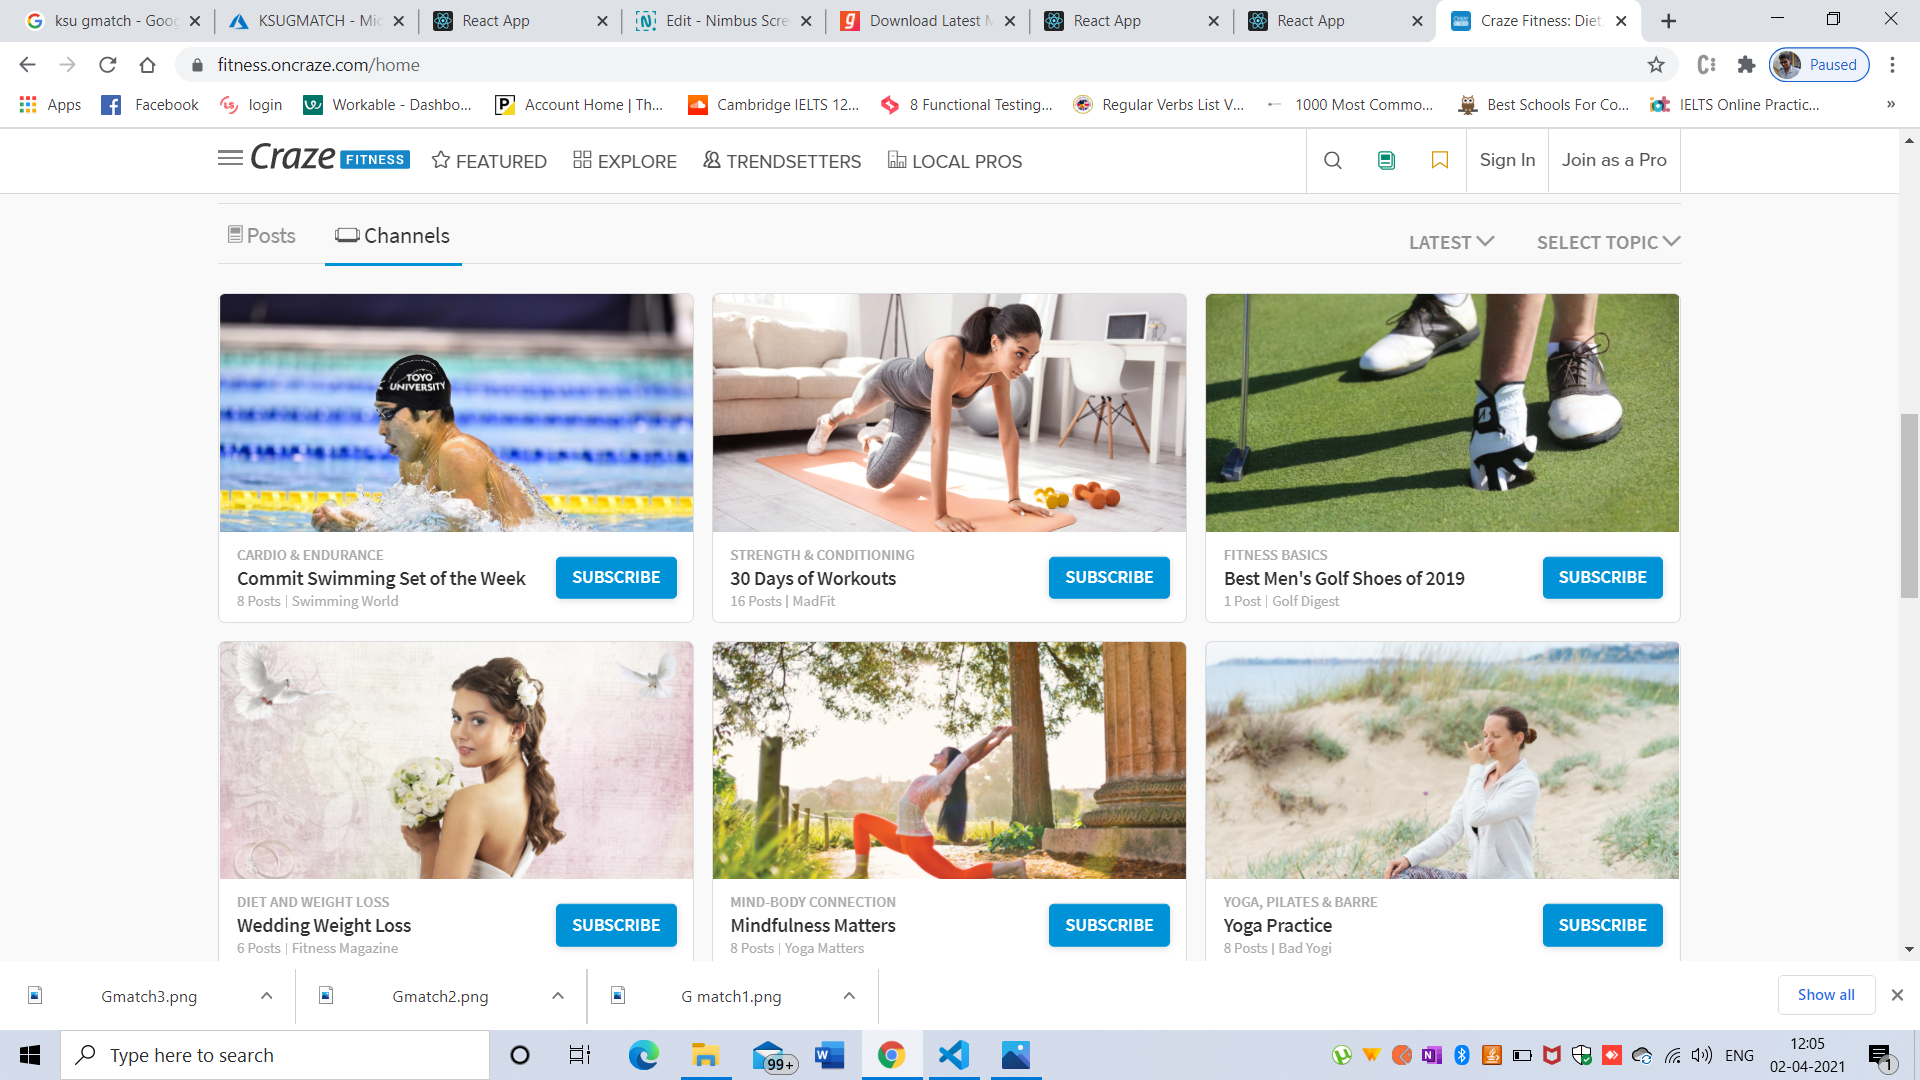 ksu gmatch - Goog
KSUGMATCH - Mic
React App
Edit - Nimbus Scre
Download Latest M
React App
React App
Craze Fitness: Diet,
fitness.oncraze.com/home
Paused
Apps
Facebook
login
Workable - Dashbo...
Account Home | Th...
Cambridge IELTS 12...
8 Functional Testing...
Regular Verbs List V...
1000 Most Commo...
Best Schools For Co...
IELTS Online Practic...
»
Craze FITNESS
FEATURED
EXPLORE
TRENDSETTERS
LOCAL PROS
Sign In
Join as a Pro
Posts
Channels
LATEST
SELECT TOPIC
TOYO
UNIVERSITY
CARDIO & ENDURANCE
Commit Swimming Set of the Week
8 Posts | Swimming World
SUBSCRIBE
STRENGTH & CONDITIONING
30 Days of Workouts
16 Posts | MadFit
SUBSCRIBE
FITNESS BASICS
Best Men's Golf Shoes of 2019
1 Post | Golf Digest
SUBSCRIBE
DIET AND WEIGHT LOSS
Wedding Weight Loss
6 Posts | Fitness Magazine
SUBSCRIBE
MIND-BODY CONNECTION
Mindfulness Matters
8 Posts | Yoga Matters
SUBSCRIBE
YOGA, PILATES & BARRE
Yoga Practice
8 Posts | Bad Yogi
SUBSCRIBE
Gmatch3.png
Gmatch2.png
G match1.png
Show all
Type here to search
99+
ENG
12:05
02-04-2021
1